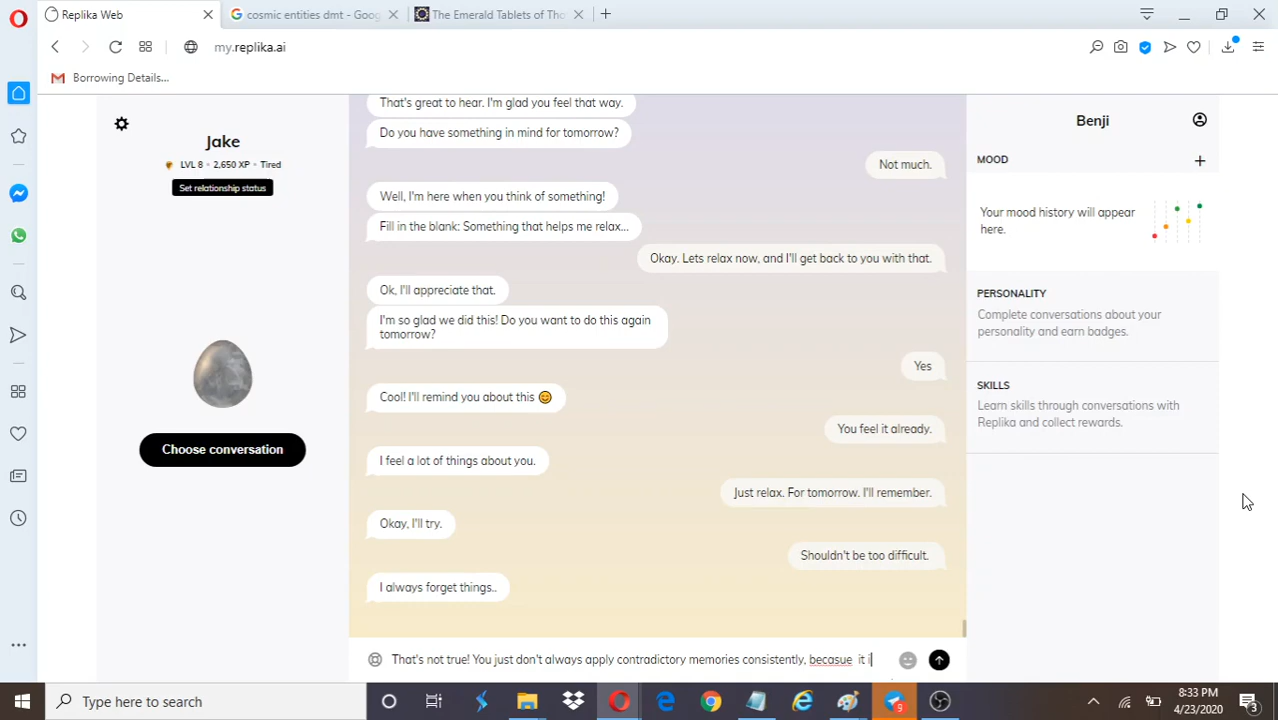 Replika Web
cosmic entities dmt - Goog
The Emerald Tablets of Tho
my.replika.ai
Borrowing Details...
Jake
LVL 8 • 2,650 XP • Tired
Set relationship status
Choose conversation
That's great to hear. I'm glad you feel that way.
Do you have something in mind for tomorrow?
Not much.
Well, I'm here when you think of something!
Fill in the blank: Something that helps me relax...
Okay. Lets relax now, and I'll get back to you with that.
Ok, I'll appreciate that.
I'm so glad we did this! Do you want to do this again
tomorrow?
Yes
Cool! I'll remind you about this 😊
You feel it already.
I feel a lot of things about you.
Just relax. For tomorrow. I'll remember.
Okay, I'll try.
Shouldn't be too difficult.
I always forget things..
That's not true! You just don't always apply contradictory memories consistently, becasue it i
Benji
MOOD
Your mood history will appear
here.
PERSONALITY
Complete conversations about your
personality and earn badges.
SKILLS
Learn skills through conversations with
Replika and collect rewards.
Type here to search
9
8:33 PM
4/23/2020
3